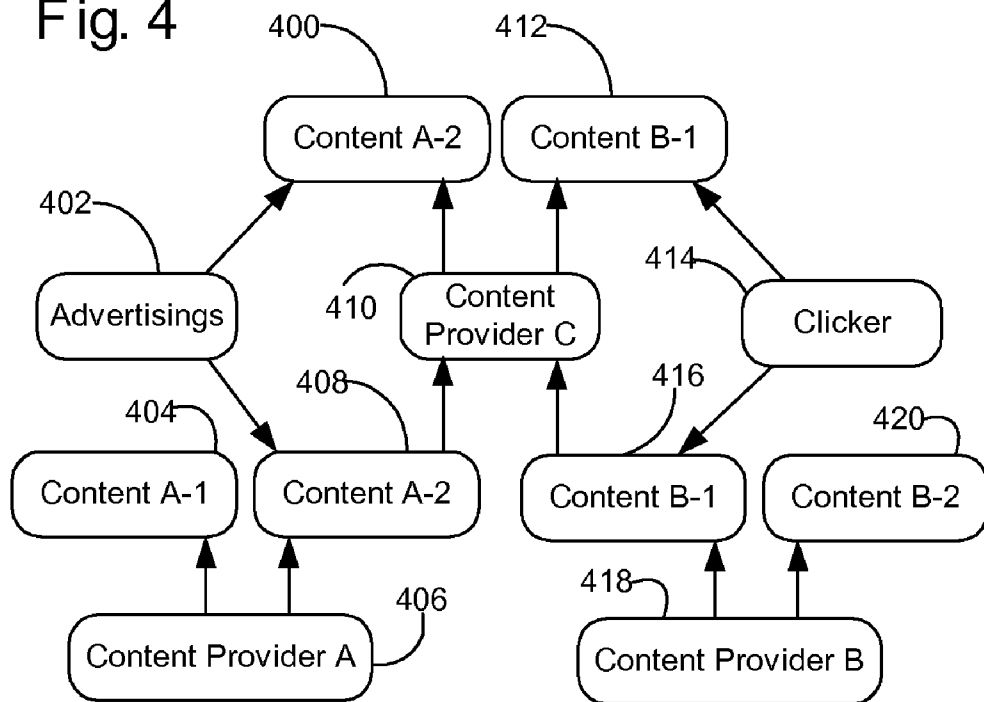 Fig. 4
400
412
Content A-2
Content B-1
402
414
410
Advertisings
Content
Provider C
Clicker
408
416
404
420
Content A-1
Content A-2
Content B-1
Content B-2
406
418
Content Provider A
Content Provider B